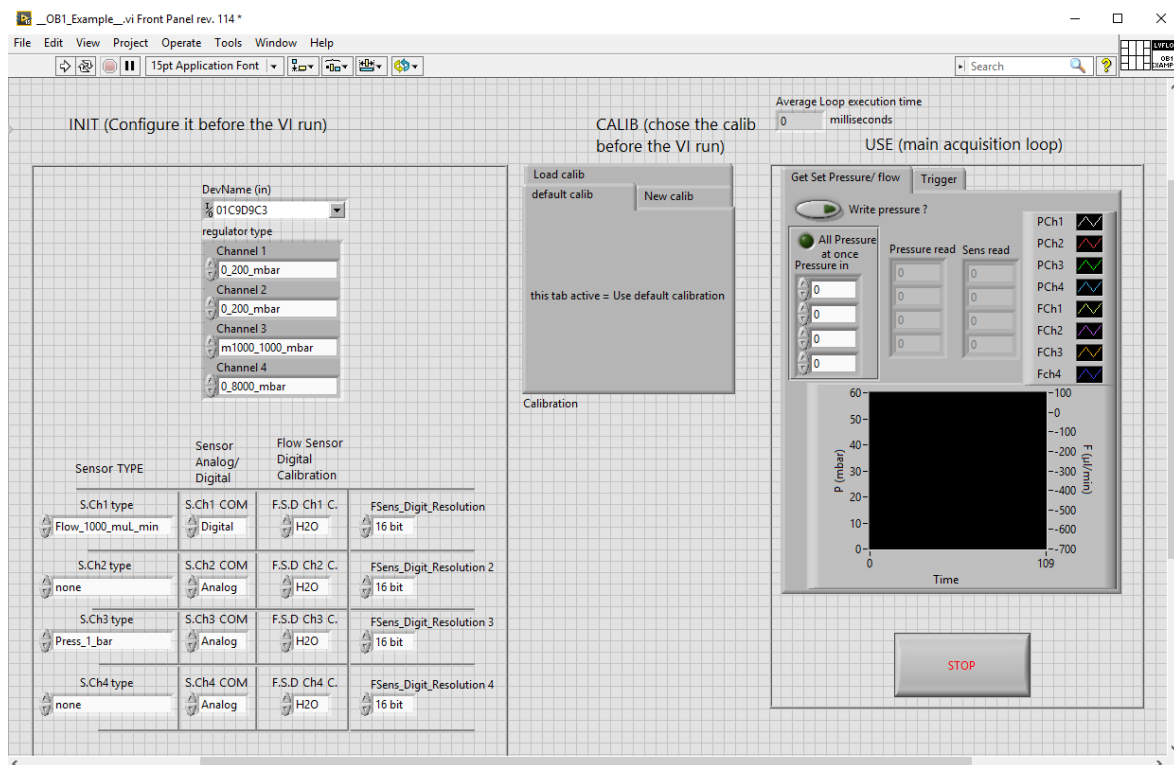 __OB1_Example__.vi Front Panel rev. 114 *
File Edit View Project Operate Tools Window Help
15pt Application Font
Search
LVFLO
OB1
EXAMP
INIT (Configure it before the VI run)
DevName (in)
01C9D9C3
regulator type
Channel 1
0_200_mbar
Channel 2
0_200_mbar
Channel 3
m1000_1000_mbar
Channel 4
0_8000_mbar
Sensor TYPE
Sensor
Analog/
Digital
Flow Sensor
Digital
Calibration
S.Ch1 type S.Ch1 COM F.S.D Ch1 C. FSens_Digit_Resolution
Flow_1000_muL_min Digital H2O 16 bit
S.Ch2 type S.Ch2 COM F.S.D Ch2 C. FSens_Digit_Resolution 2
none Analog H2O 16 bit
S.Ch3 type S.Ch3 COM F.S.D Ch3 C. FSens_Digit_Resolution 3
Press_1_bar Analog H2O 16 bit
S.Ch4 type S.Ch4 COM F.S.D Ch4 C. FSens_Digit_Resolution 4
none Analog H2O 16 bit
CALIB (chose the calib
before the VI run)
Load calib
default calib New calib
this tab active = Use default calibration
Calibration
Average Loop execution time
0 milliseconds
USE (main acquisition loop)
Get Set Pressure/ flow Trigger
Write pressure ?
All Pressure
at once
Pressure in
0
0
0
0
Pressure read
0
0
0
0
Sens read
0
0
0
0
PCh1
PCh2
PCh3
PCh4
FCh1
FCh2
FCh3
Fch4
P (mbar)
60-
50-
40-
30-
20-
10-
0-
-100
-0
--100
--200
--300
--400
--500
--600
--700
F (µl/min)
0 109
Time
STOP